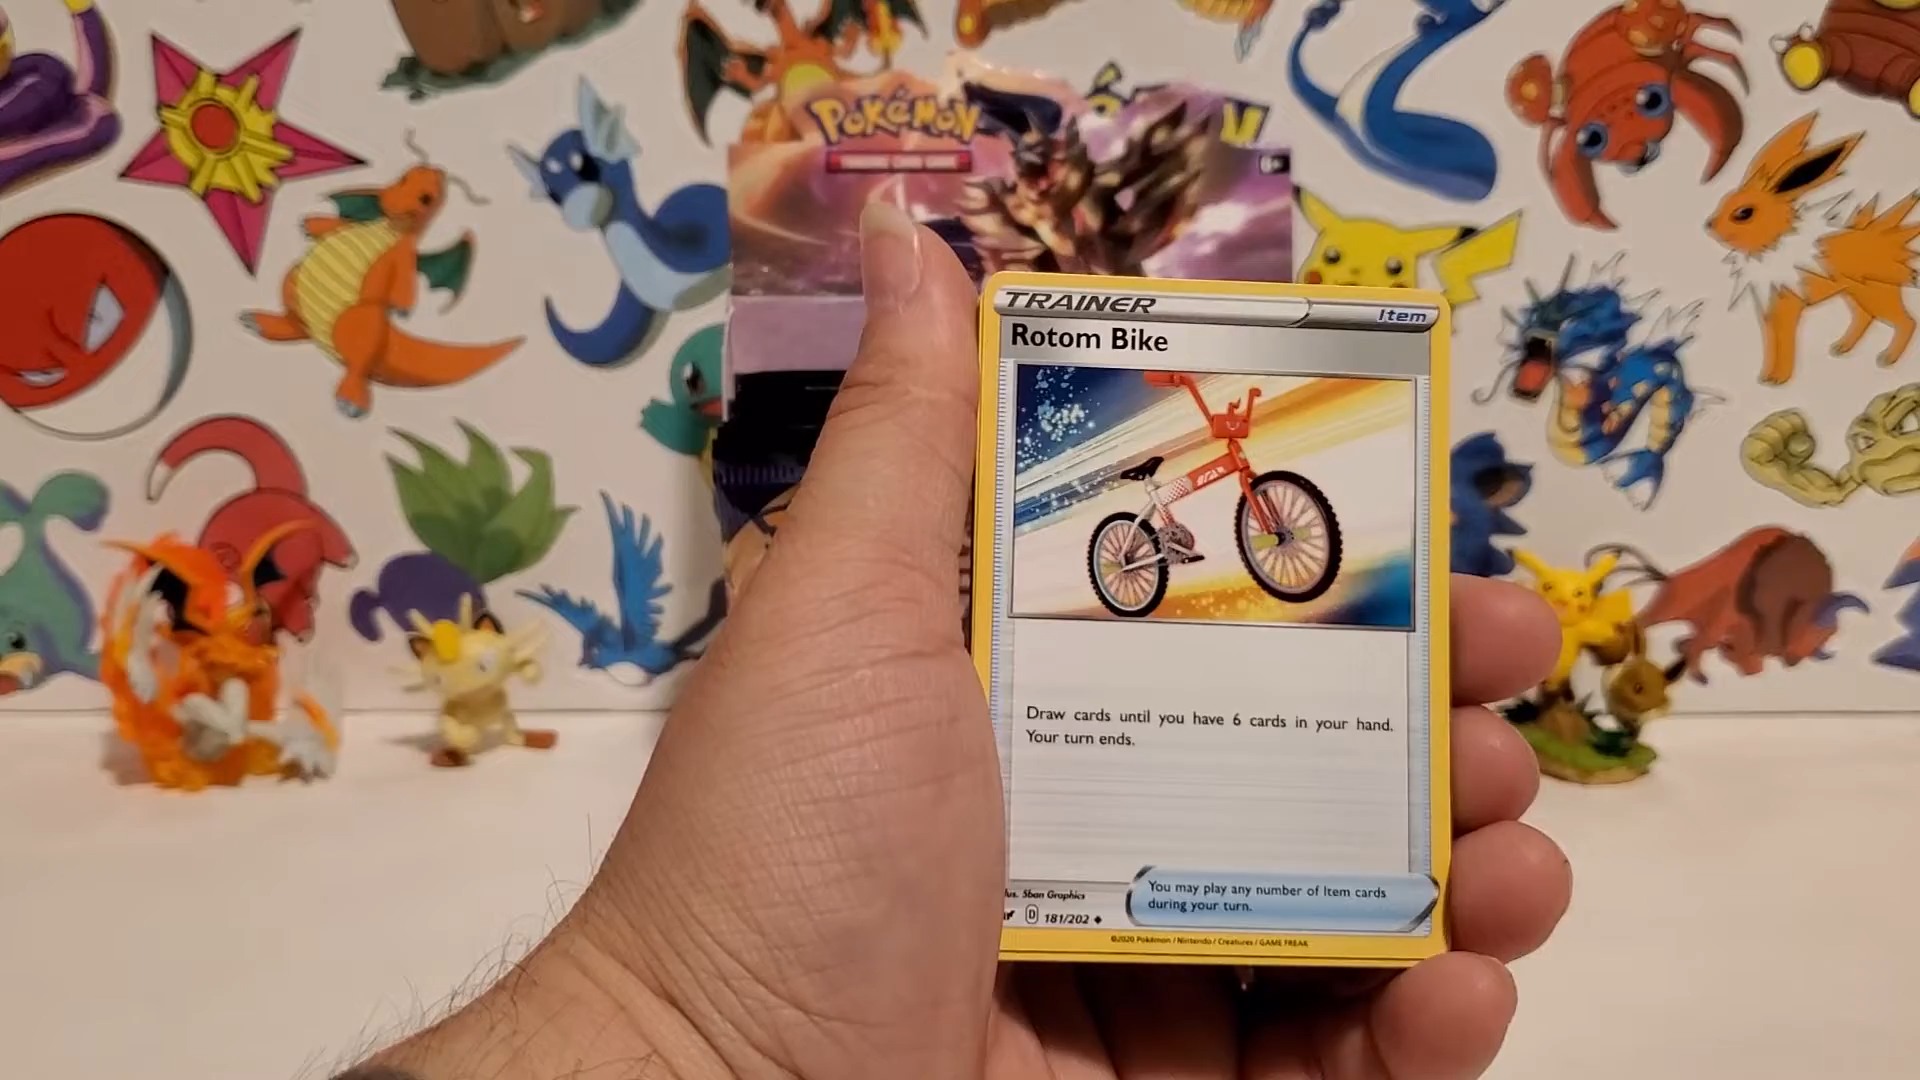 POKéMON
TRAINER
Item
Rotom Bike
Draw cards until you have 6 cards in your hand.
Your turn ends.
You may play any number of Item cards
during your turn.
us. 5ban Graphics
D 181/202
©2020 Pokémon / Nintendo / Creatures / GAME FREAK